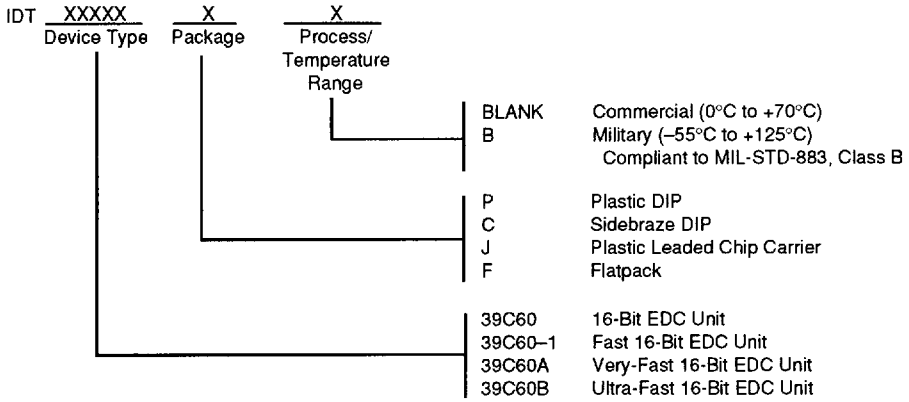 IDT XXXXX X X
Device Type Package Process/
Temperature
Range
BLANK Commercial (0°C to +70°C)
B Military (–55°C to +125°C)
Compliant to MIL-STD-883, Class B
P Plastic DIP
C Sidebraze DIP
J Plastic Leaded Chip Carrier
F Flatpack
39C60 16-Bit EDC Unit
39C60–1 Fast 16-Bit EDC Unit
39C60A Very-Fast 16-Bit EDC Unit
39C60B Ultra-Fast 16-Bit EDC Unit